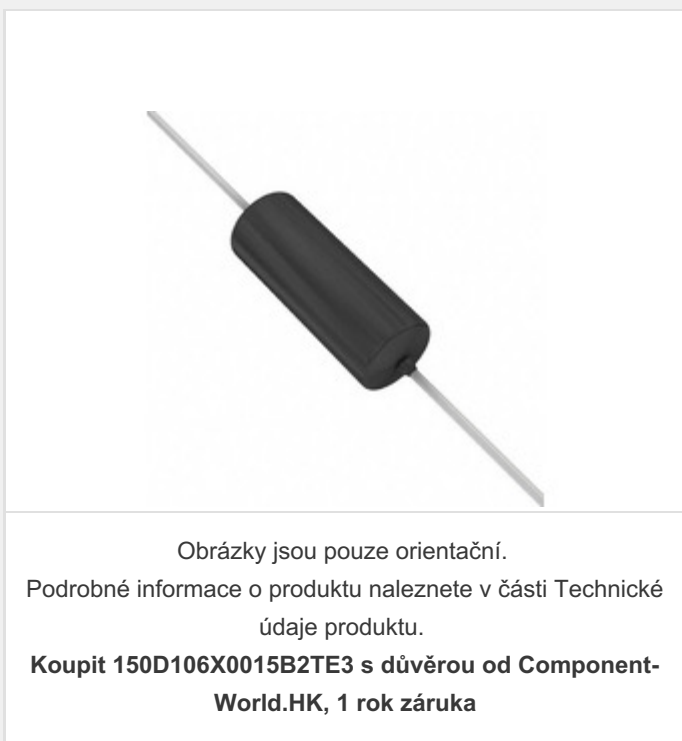 Obrázky jsou pouze orientační.
Podrobné informace o produktu naleznete v části Technické
údaje produktu.
Koupit 150D106X0015B2TE3 s důvěrou od Component-
World.HK, 1 rok záruka